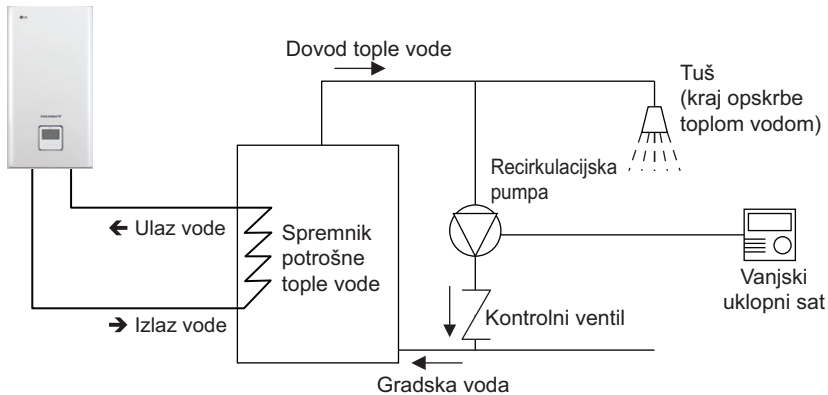 LG
Dovod tople vode
Tuš
(kraj opskrbe
toplom vodom)
Recirkulacijska
pumpa
🡸 Ulaz vode
Spremnik
potrošne
tople vode
Vanjski
uklopni sat
🡺 Izlaz vode
Kontrolni ventil
Gradska voda